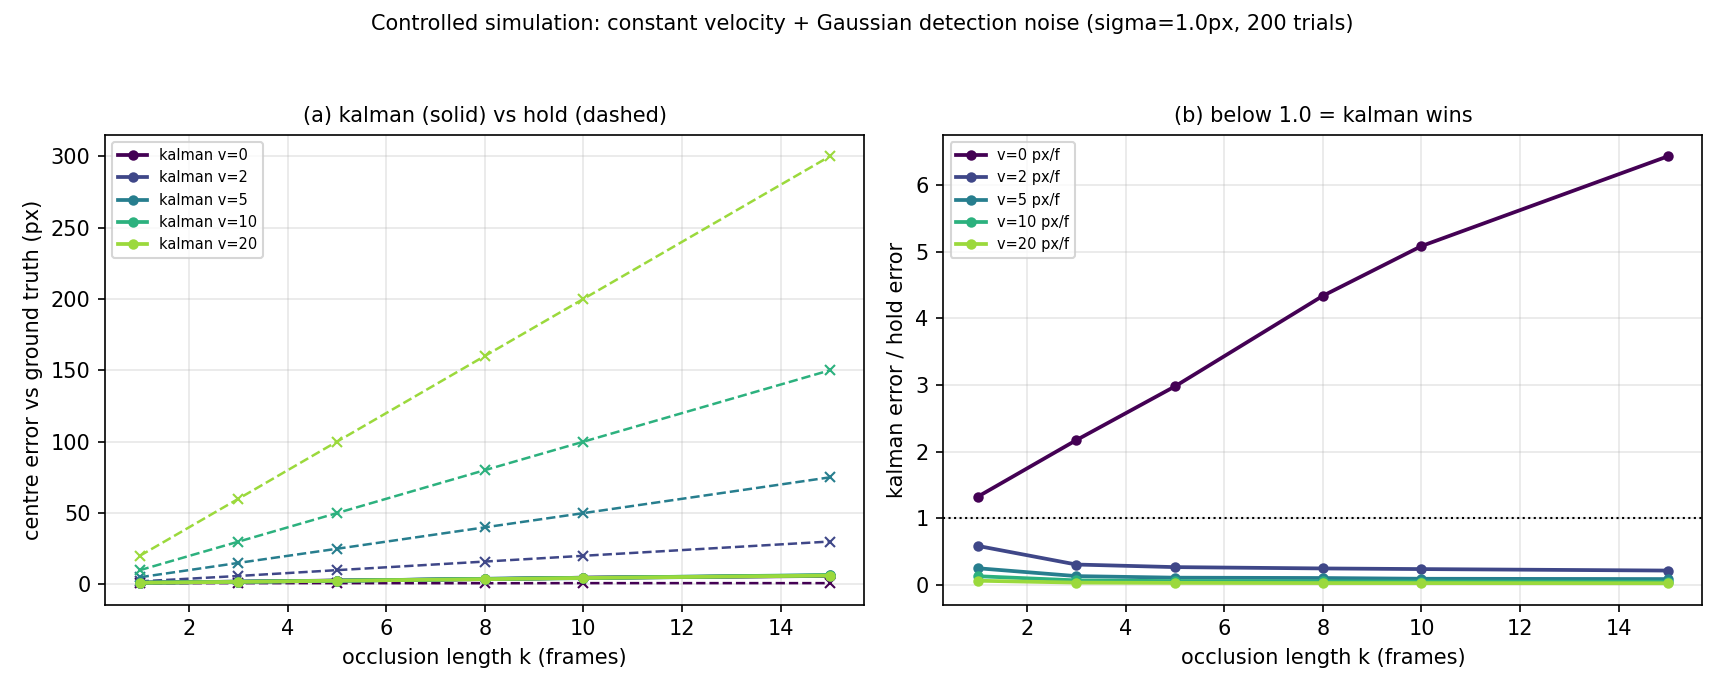 Controlled simulation: constant velocity + Gaussian detection noise (sigma=1.0px, 200 trials)
(a) kalman (solid) vs hold (dashed)
kalman v=0
kalman v=2
kalman v=5
kalman v=10
kalman v=20
centre error vs ground truth (px)
300
250
200
150
100
50
0
2 4 6 8 10 12 14
occlusion length k (frames)
(b) below 1.0 = kalman wins
v=0 px/f
v=2 px/f
v=5 px/f
v=10 px/f
v=20 px/f
kalman error / hold error
6
5
4
3
2
1
0
2 4 6 8 10 12 14
occlusion length k (frames)